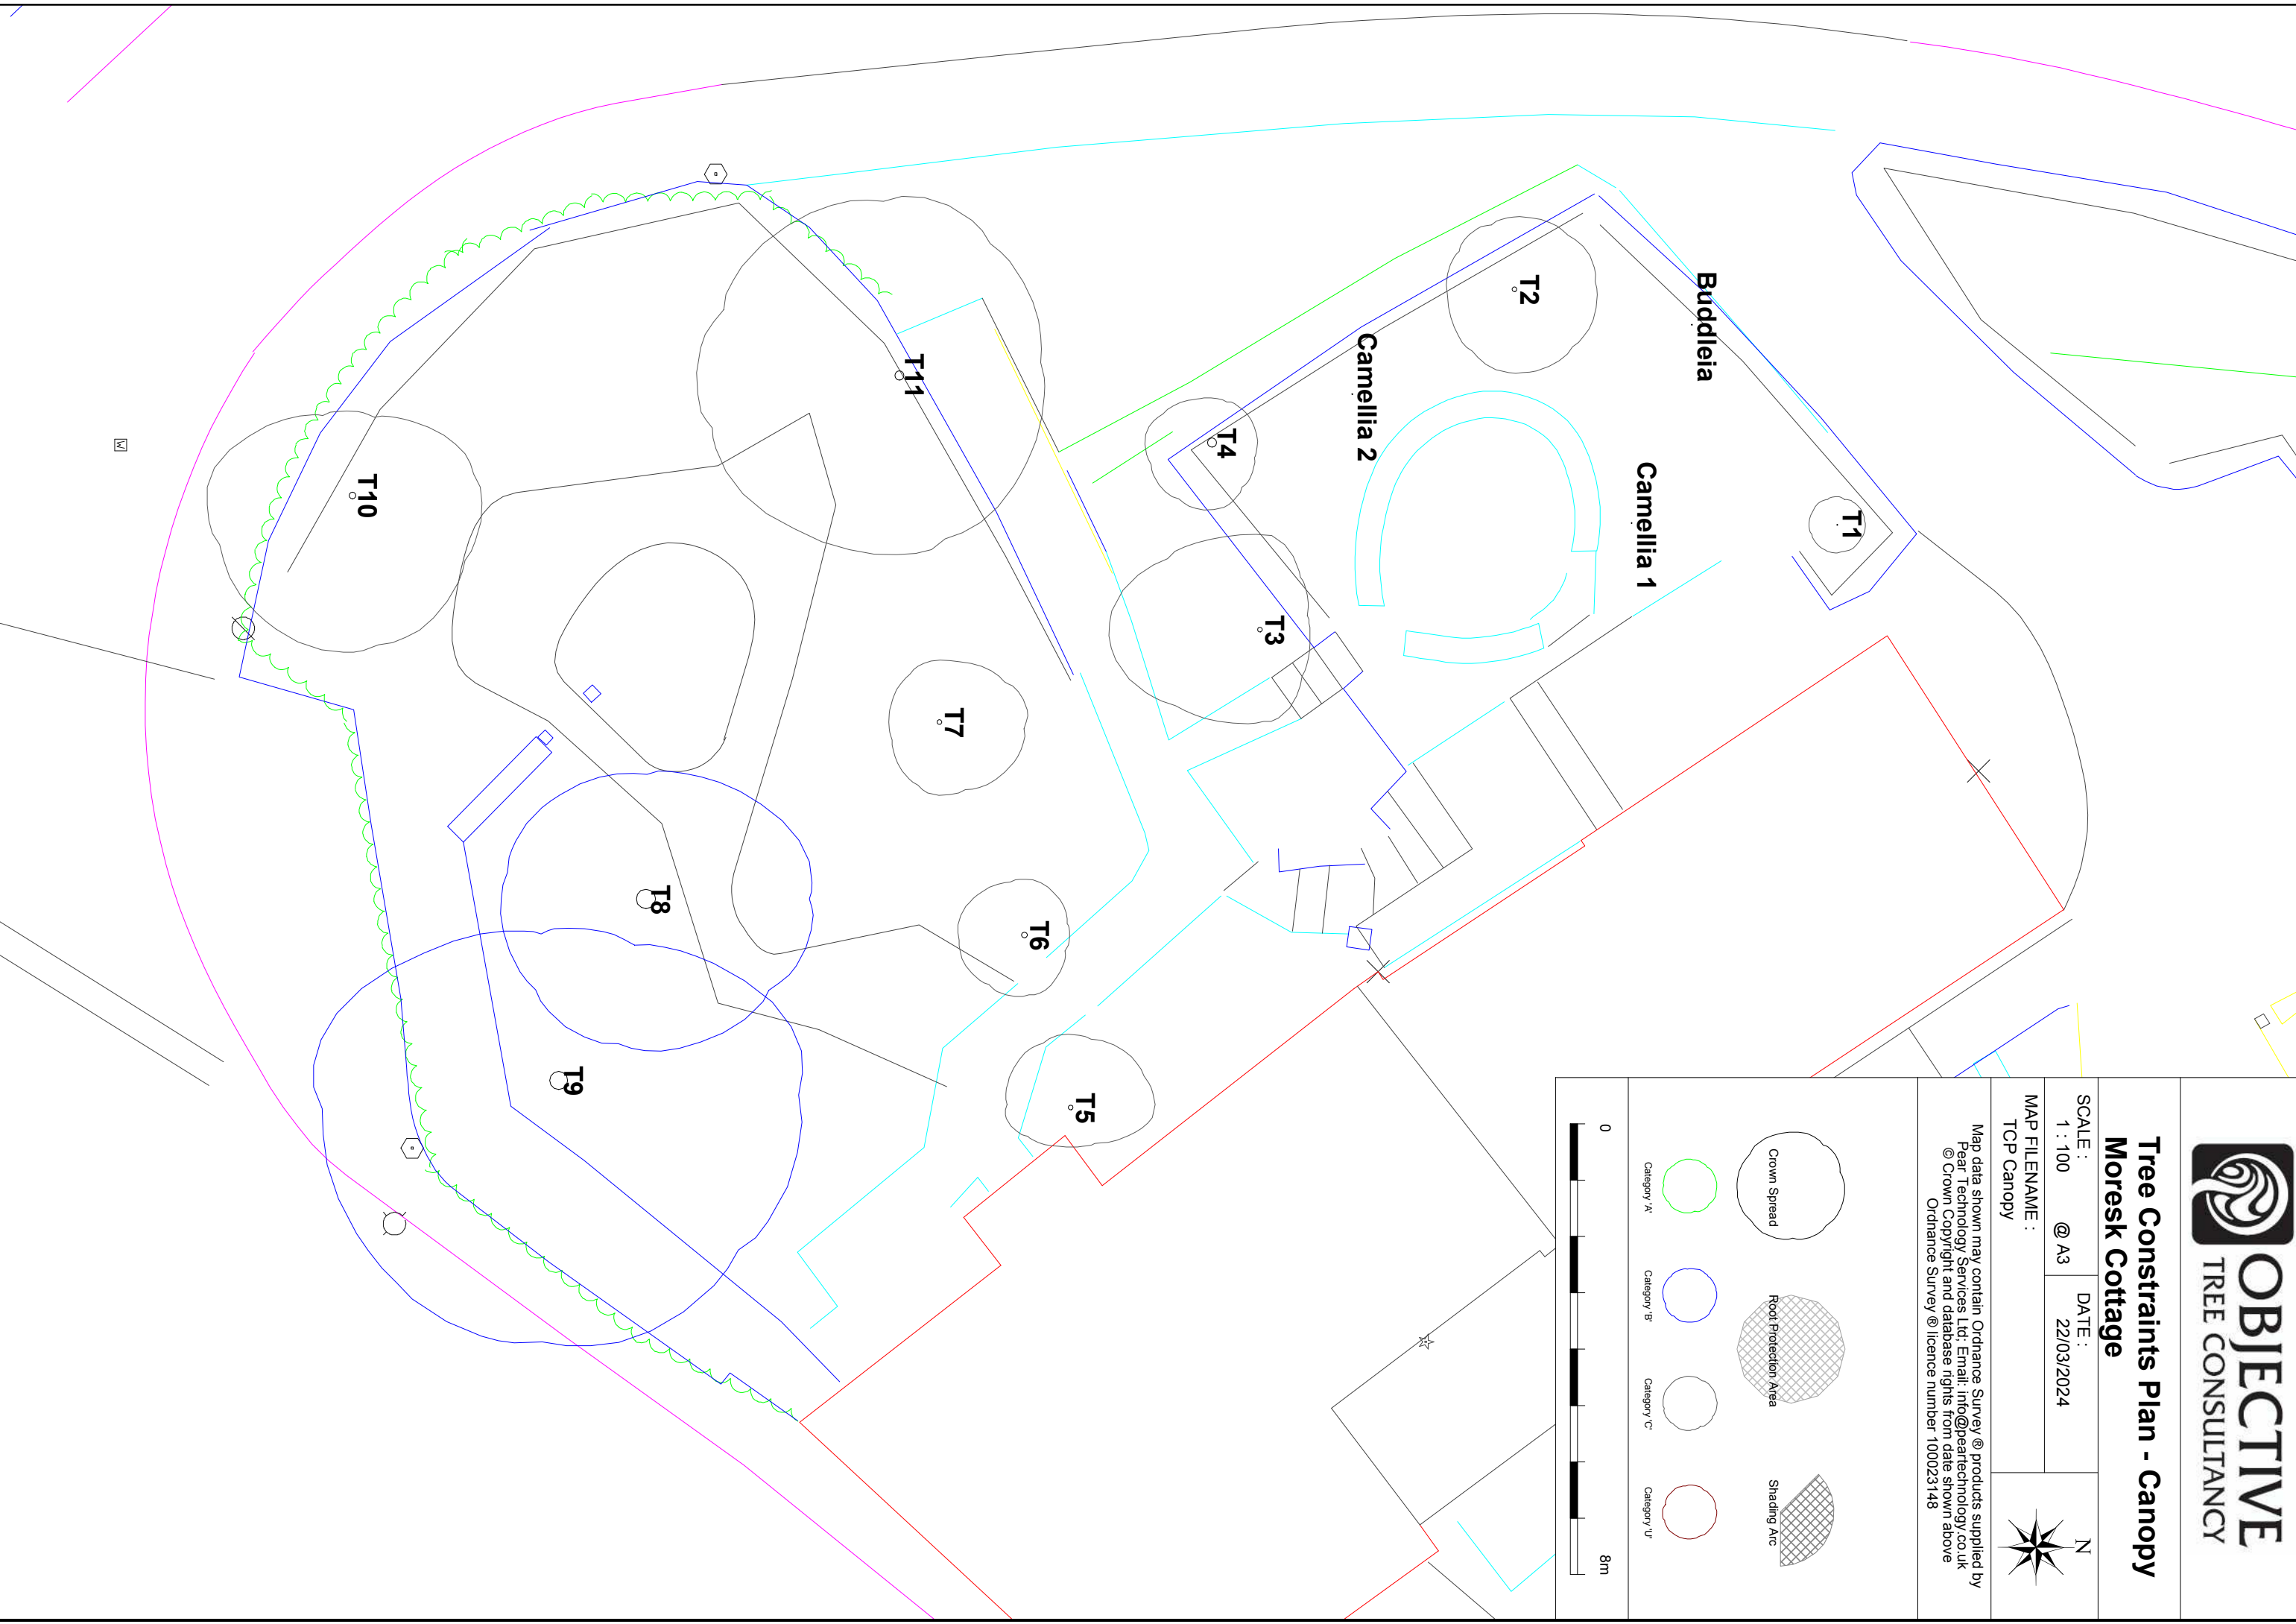 OBJECTIVE
TREE CONSULTANCY
Tree Constraints Plan - Canopy
Moresk Cottage
SCALE :
1 : 100 @ A3
DATE :
22/03/2024
MAP FILENAME :
TCP Canopy
N
Map data shown may contain Ordnance Survey ® products supplied by
Pear Technology Services Ltd; Email: info@peartechnology.co.uk
© Crown Copyright and database rights from date shown above
Ordnance Survey ® licence number 100023148
Crown Spread
Root Protection Area
Shading Arc
Category 'A'
Category 'B'
Category 'C'
Category 'U'
0
8m
T1
Buddleia
Camellia 1
T2
Camellia 2
T4
T3
T11
T7
T6
T5
T10
T8
T9
W